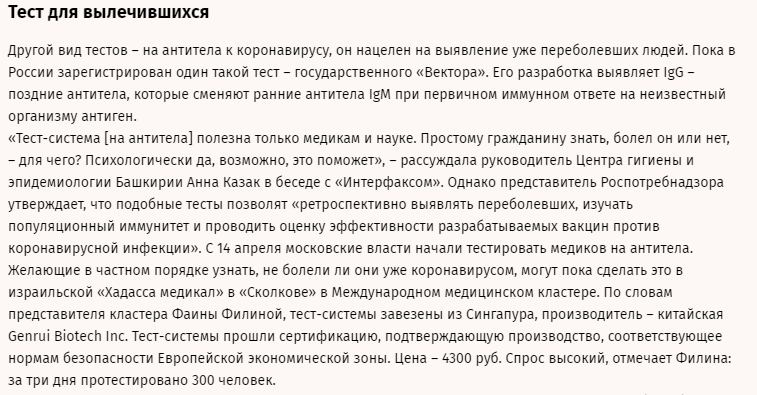 Тест для вылечившихся
Другой вид тестов – на антитела к коронавирусу, он нацелен на выявление уже переболевших людей. Пока в
России зарегистрирован один такой тест – государственного «Вектора». Его разработка выявляет IgG –
поздние антитела, которые сменяют ранние антитела IgM при первичном иммунном ответе на неизвестный
организму антиген.
«Тест-система [на антитела] полезна только медикам и науке. Простому гражданину знать, болел он или нет,
– для чего? Психологически да, возможно, это поможет», – рассуждала руководитель Центра гигиены и
эпидемиологии Башкирии Анна Казак в беседе с «Интерфаксом». Однако представитель Роспотребнадзора
утверждает, что подобные тесты позволят «ретроспективно выявлять переболевших, изучать
популяционный иммунитет и проводить оценку эффективности разрабатываемых вакцин против
коронавирусной инфекции». С 14 апреля московские власти начали тестировать медиков на антитела.
Желающие в частном порядке узнать, не болели ли они уже коронавирусом, могут пока сделать это в
израильской «Хадасса медикал» в «Сколкове» в Международном медицинском кластере. По словам
представителя кластера Фаины Филиной, тест-системы завезены из Сингапура, производитель – китайская
Genrui Biotech Inc. Тест-системы прошли сертификацию, подтверждающую производство, соответствующее
нормам безопасности Европейской экономической зоны. Цена – 4300 руб. Спрос высокий, отмечает Филина:
за три дня протестировано 300 человек.